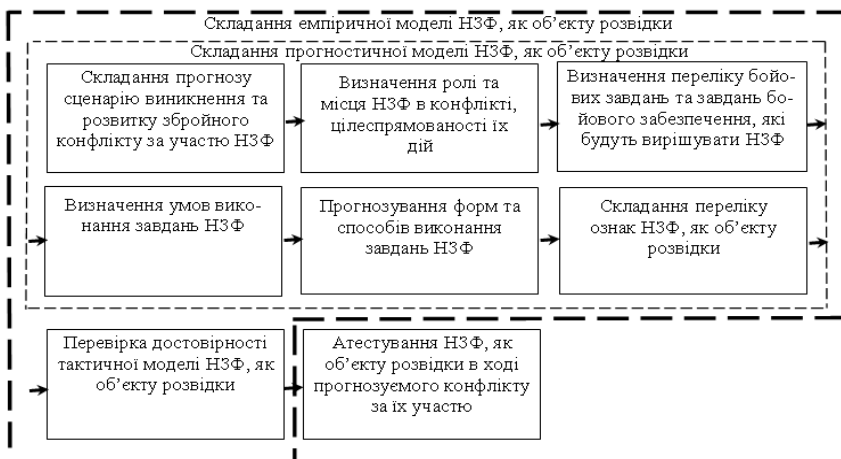 Складання емпіричної моделі НЗФ, як об’єкту розвідки
Складання прогностичної моделі НЗФ, як об’єкту розвідки
Складання прогнозу
сценарію виникнення та
розвитку збройного
конфлікту за участю НЗФ
Визначення ролі та
місця НЗФ в конфлікті,
цілеспрямованості їх
дій
Визначення переліку бойо-
вих завдань та завдань бо-
йового забезпечення, які
будуть вирішувати НЗФ
Визначення умов вико-
нання завдань НЗФ
Прогнозування форм та
способів виконання
завдань НЗФ
Складання переліку
ознак НЗФ, як об’єкту
розвідки
Перевірка достовірності
тактичної моделі НЗФ, як
об’єкту розвідки
Атестування НЗФ, як
об’єкту розвідки в ході
прогнозуємого конфлікту
за їх участю